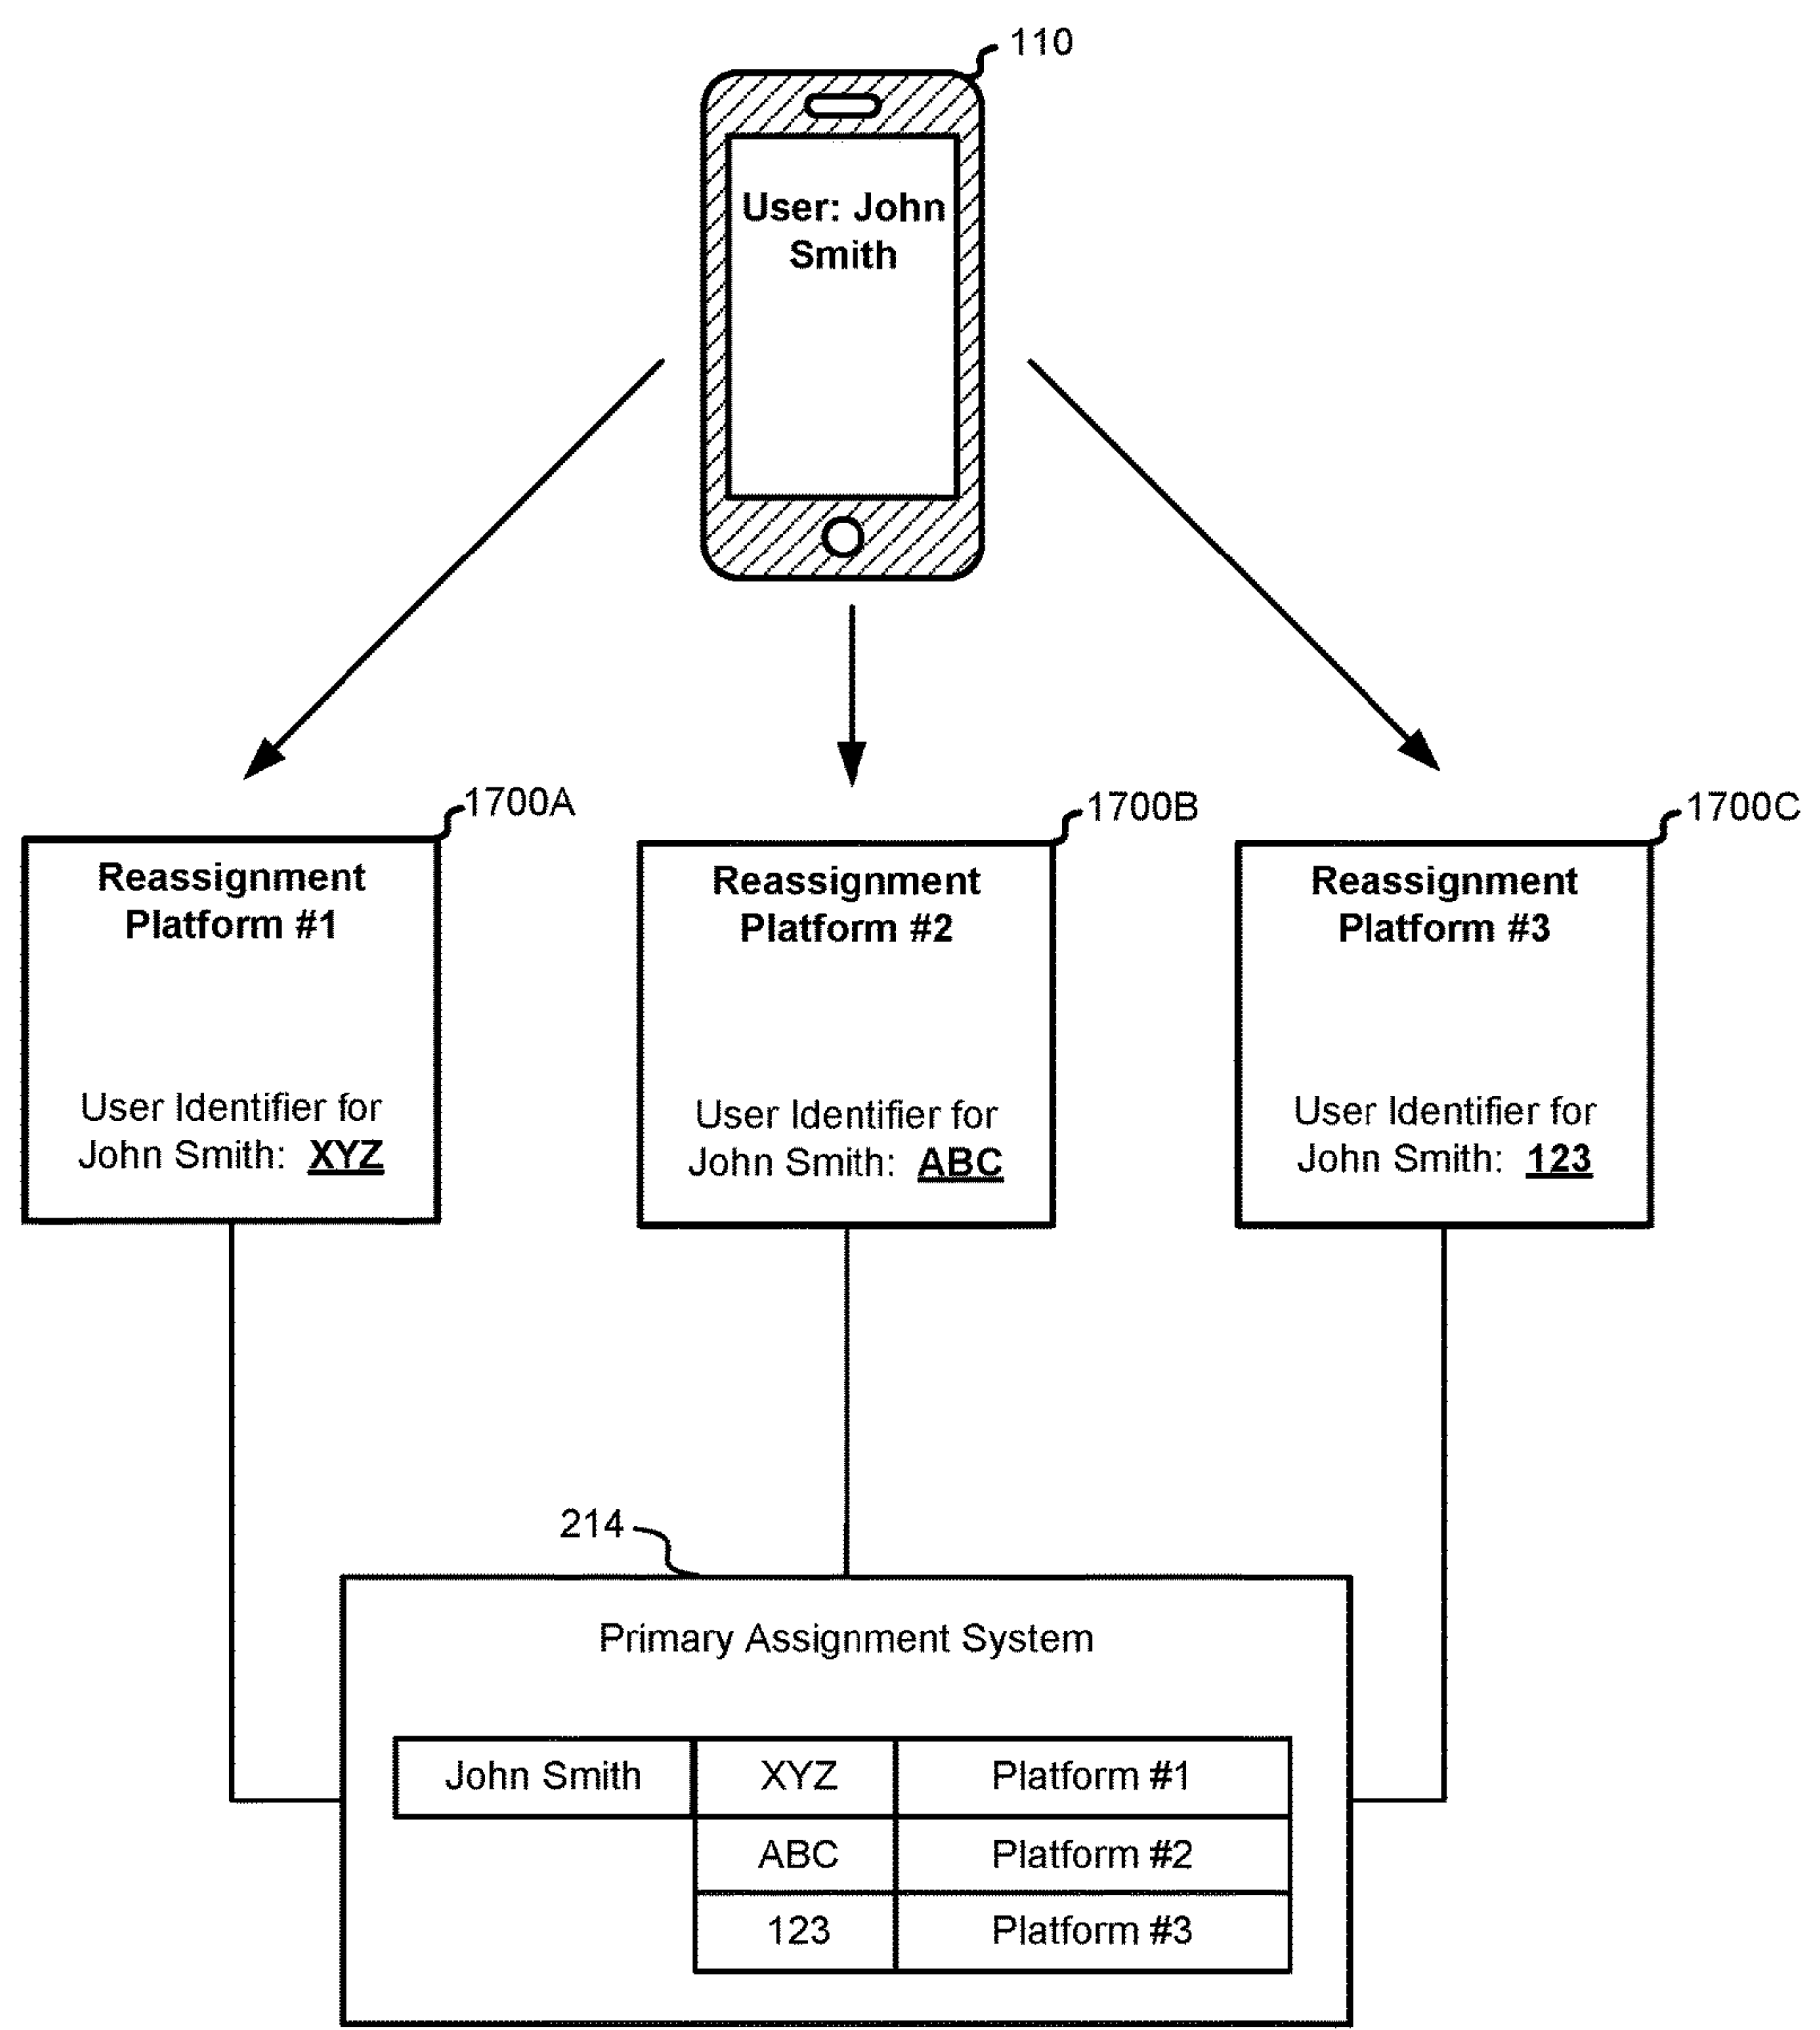 110
User: John
Smith
1700A
1700B
1700C
Reassignment
Platform #1
User Identifier for
John Smith: XYZ
Reassignment
Platform #2
User Identifier for
John Smith: ABC
Reassignment
Platform #3
User Identifier for
John Smith: 123
214
Primary Assignment System
John Smith XYZ Platform #1
ABC Platform #2
123 Platform #3